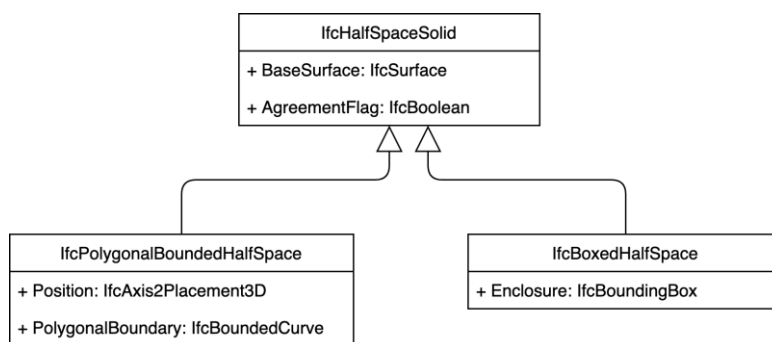 IfcHalfSpaceSolid
+ BaseSurface: IfcSurface
+ AgreementFlag: IfcBoolean
IfcPolygonalBoundedHalfSpace
+ Position: IfcAxis2Placement3D
+ PolygonalBoundary: IfcBoundedCurve
IfcBoxedHalfSpace
+ Enclosure: IfcBoundingBox